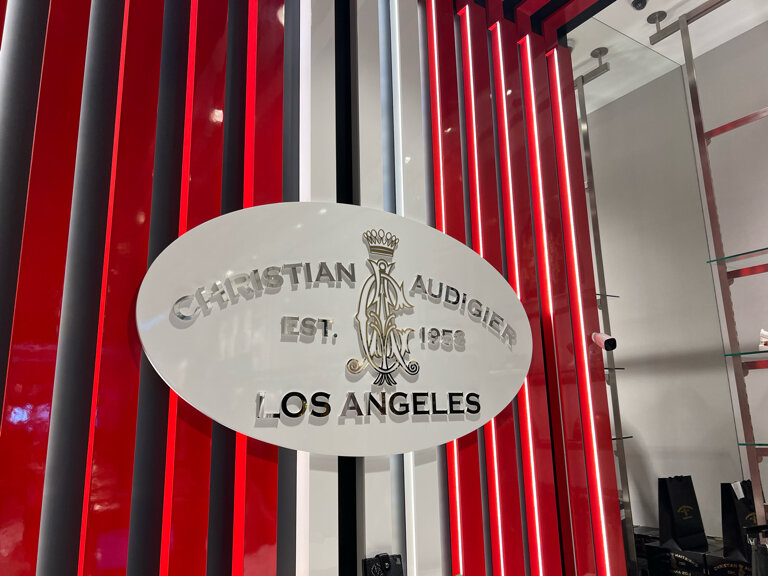 CHRISTIAN AUDIGIER
EST. 1958
LOS ANGELES